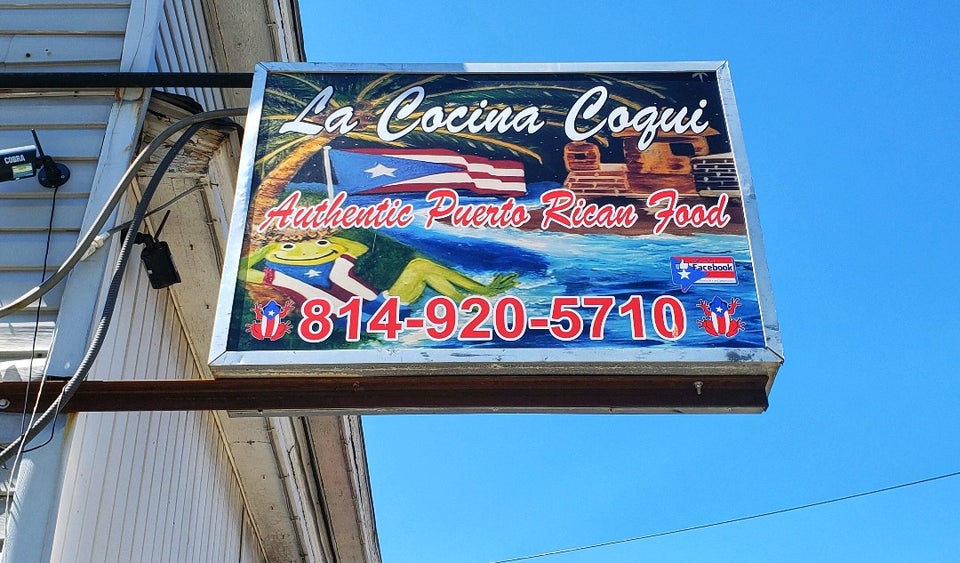 COBRA
La Cocina Coqui
Authentic Puerto Rican Food
Facebook
814-920-5710